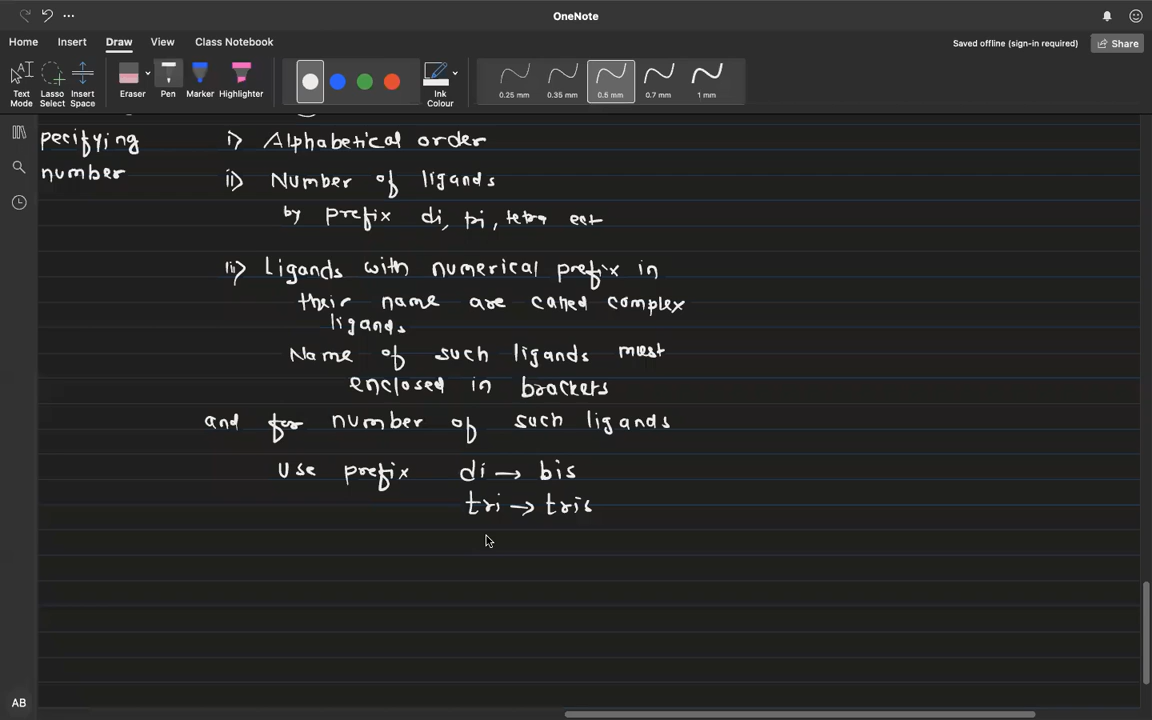 OneNote
Home Insert Draw View Class Notebook
Saved offline (sign-in required) Share
Text Mode Lasso Select Insert Space Eraser Pen Marker Highlighter Ink Colour 0.25 mm 0.35 mm 0.5 mm 0.7 mm 1 mm
pecifying i) Alphabetical order
number ii) Number of ligands
by prefix di, tri, tetra ect
iii) Ligands with numerical prefix in
their name are called complex
ligands
Name of such ligands must
enclosed in brackets
and for number of such ligands
Use prefix di → bis
tri → tris
AB